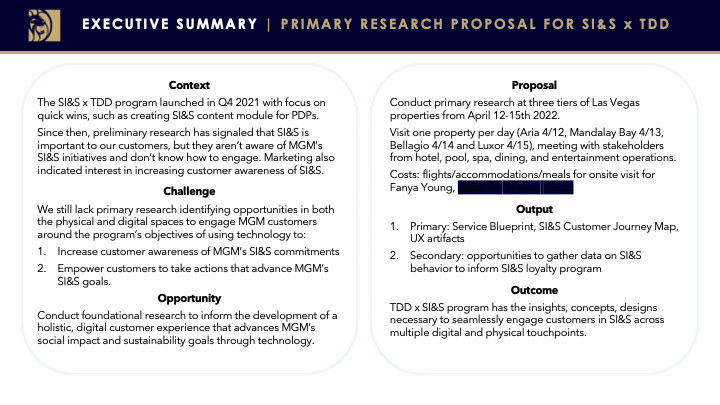 EXECUTIVE SUMMARY | PRIMARY RESEARCH PROPOSAL FOR SI&S x TDD
Context
The SI&S x TDD program launched in Q4 2021 with focus on
quick wins, such as creating SI&S content module for PDPs.
Since then, preliminary research has signaled that SI&S is
important to our customers, but they aren't aware of MGM's
SI&S initiatives and don't know how to engage. Marketing also
indicated interest in increasing customer awareness of SI&S.
Challenge
We still lack primary research identifying opportunities in both
the physical and digital spaces to engage MGM customers
around the program's objectives of using technology to:
1. Increase customer awareness of MGM's SI&S commitments
2. Empower customers to take actions that advance MGM's
SI&S goals.
Opportunity
Conduct foundational research to inform the development of a
holistic, digital customer experience that advances MGM's
social impact and sustainability goals through technology.
Proposal
Conduct primary research at three tiers of Las Vegas
properties from April 12-15th 2022.
Visit one property per day (Aria 4/12, Mandalay Bay 4/13,
Bellagio 4/14 and Luxor 4/15), meeting with stakeholders
from hotel, pool, spa, dining, and entertainment operations.
Costs: flights/accommodations/meals for onsite visit for
Fanya Young,
Output
1. Primary: Service Blueprint, SI&S Customer Journey Map,
UX artifacts
2. Secondary: opportunities to gather data on SI&S
behavior to inform SI&S loyalty program
Outcome
TDD x SI&S program has the insights, concepts, designs
necessary to seamlessly engage customers in SI&S across
multiple digital and physical touchpoints.